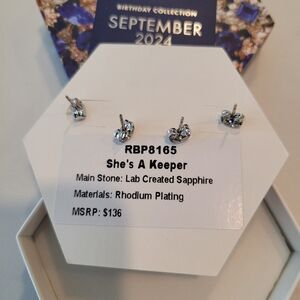 BIRTHDAY COLLECTION
SEPTEMBER
2024
RBP8165
She's A Keeper
Main Stone: Lab Created Sapphire
Materials: Rhodium Plating
MSRP: $136